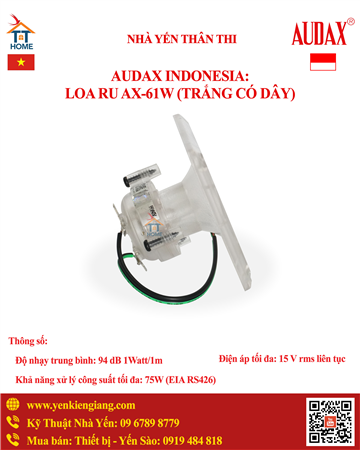 TT
HOME
NHÀ YẾN THÂN THI
AUDAX®
AUDAX INDONESIA:
LOA RU AX-61W (TRẮNG CÓ DÂY)
TT
HOME
Thông số:
Độ nhạy trung bình: 94 dB 1Watt/1m
Điện áp tối đa: 15 V rms liên tục
Khả năng xử lý công suất tối đa: 75W (EIA RS426)
www.yenkiengiang.com
Kỹ Thuật Nhà Yến: 09 6789 8779
Mua bán: Thiết bị - Yến Sào: 0919 484 818